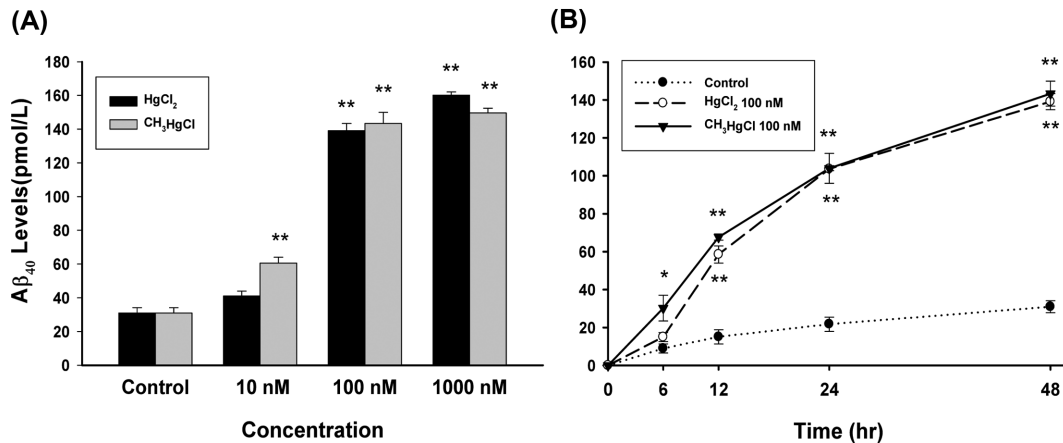 (A)
Aβ40 Levels(pmol/L)
180
160
140
120
100
80
60
40
20
0
HgCl2
CH3HgCl
**
**
**
**
**
Control
10 nM
100 nM
1000 nM
Concentration
(B)
160
140
120
100
80
60
40
20
0
Control
HgCl2 100 nM
CH3HgCl 100 nM
*
**
**
**
**
**
**
0
6
12
24
48
Time (hr)